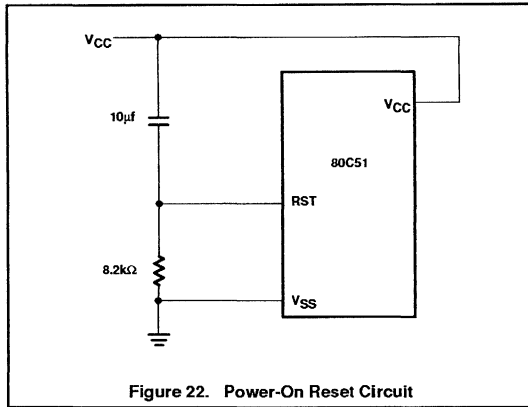 VCC
10μf
VCC
80C51
RST
8.2kΩ
VSS
Figure 22. Power-On Reset Circuit